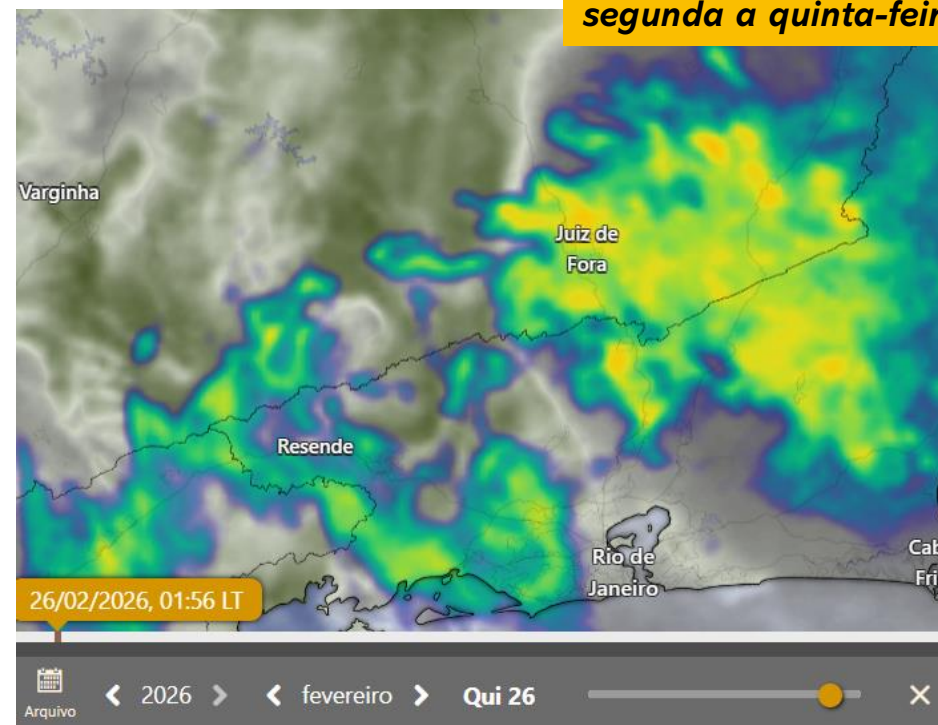 segunda a quinta-feir
Varginha
Juiz de
Fora
Resende
Rio de
Janeiro
Cab
Fri
26/02/2026, 01:56 LT
Arquivo
2026
fevereiro
Qui 26